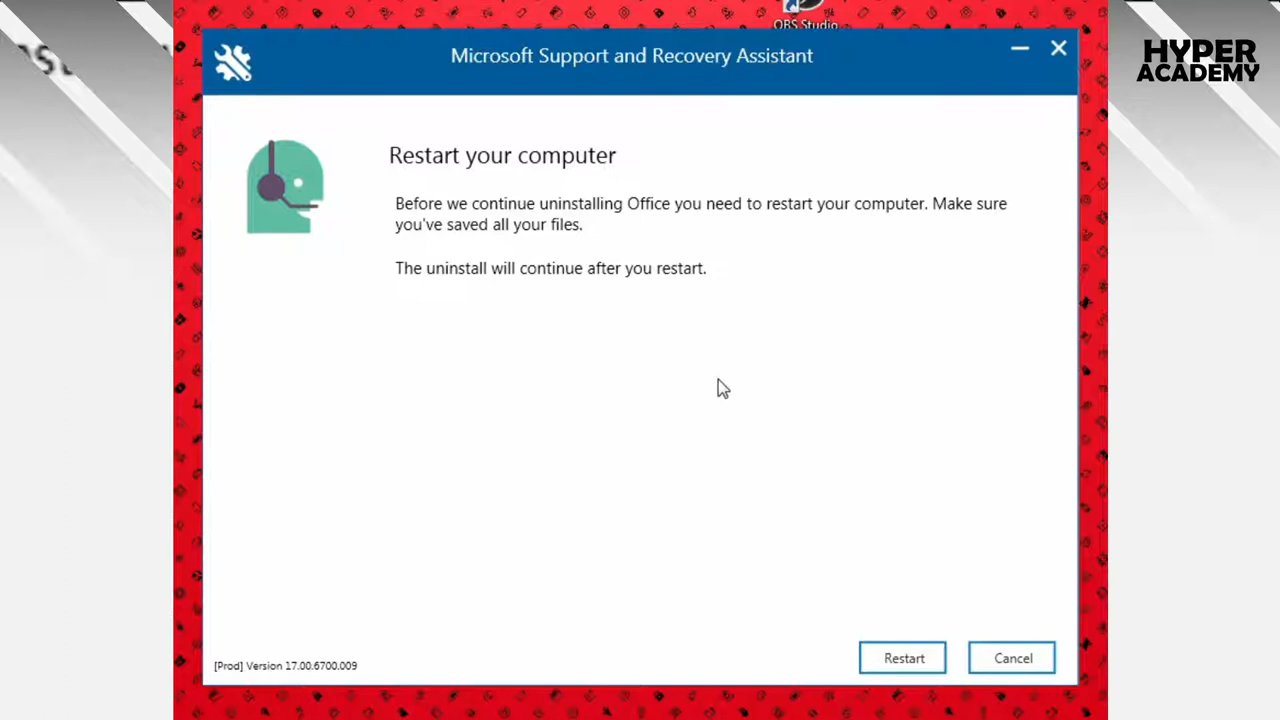 OBS Studio
HYPER
ACADEMY
Microsoft Support and Recovery Assistant
Restart your computer
Before we continue uninstalling Office you need to restart your computer. Make sure
you've saved all your files.
The uninstall will continue after you restart.
[Prod] Version 17.00.6700.009
Restart
Cancel